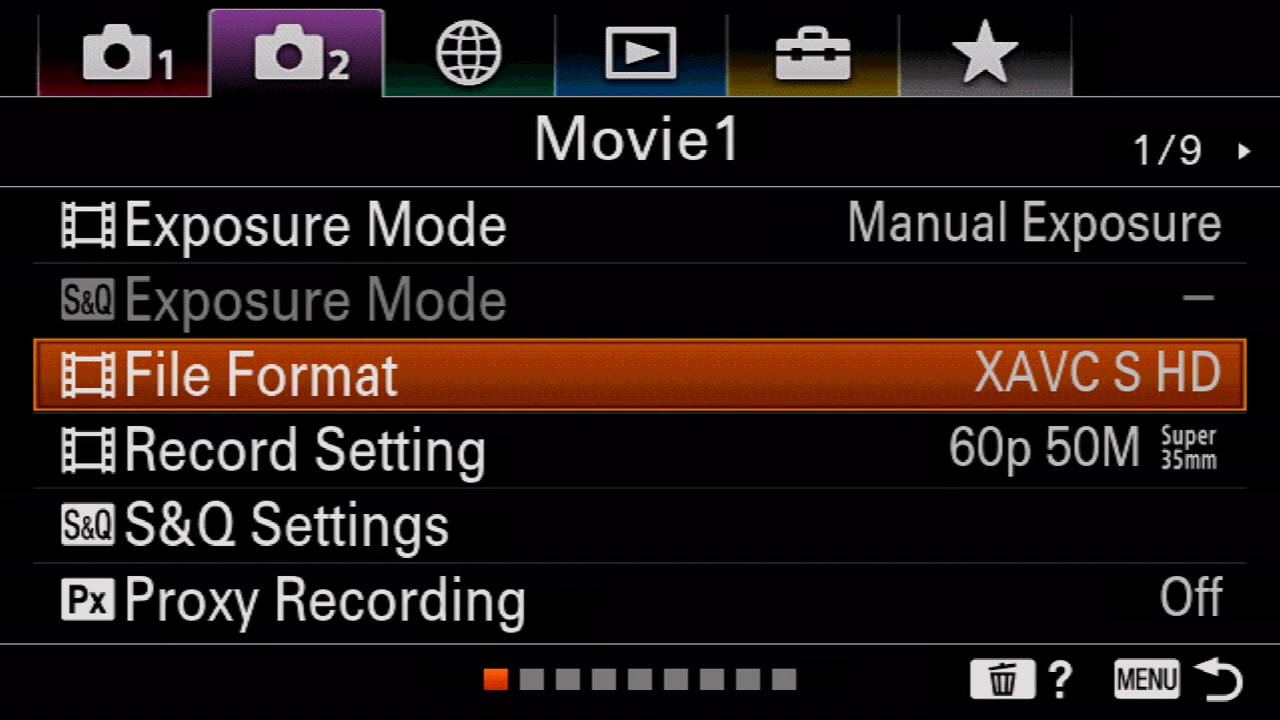 1 2
Movie1 1/9
Exposure Mode Manual Exposure
S&Q Exposure Mode –
File Format XAVC S HD
Record Setting 60p 50M Super 35mm
S&Q S&Q Settings
Px Proxy Recording Off
? MENU